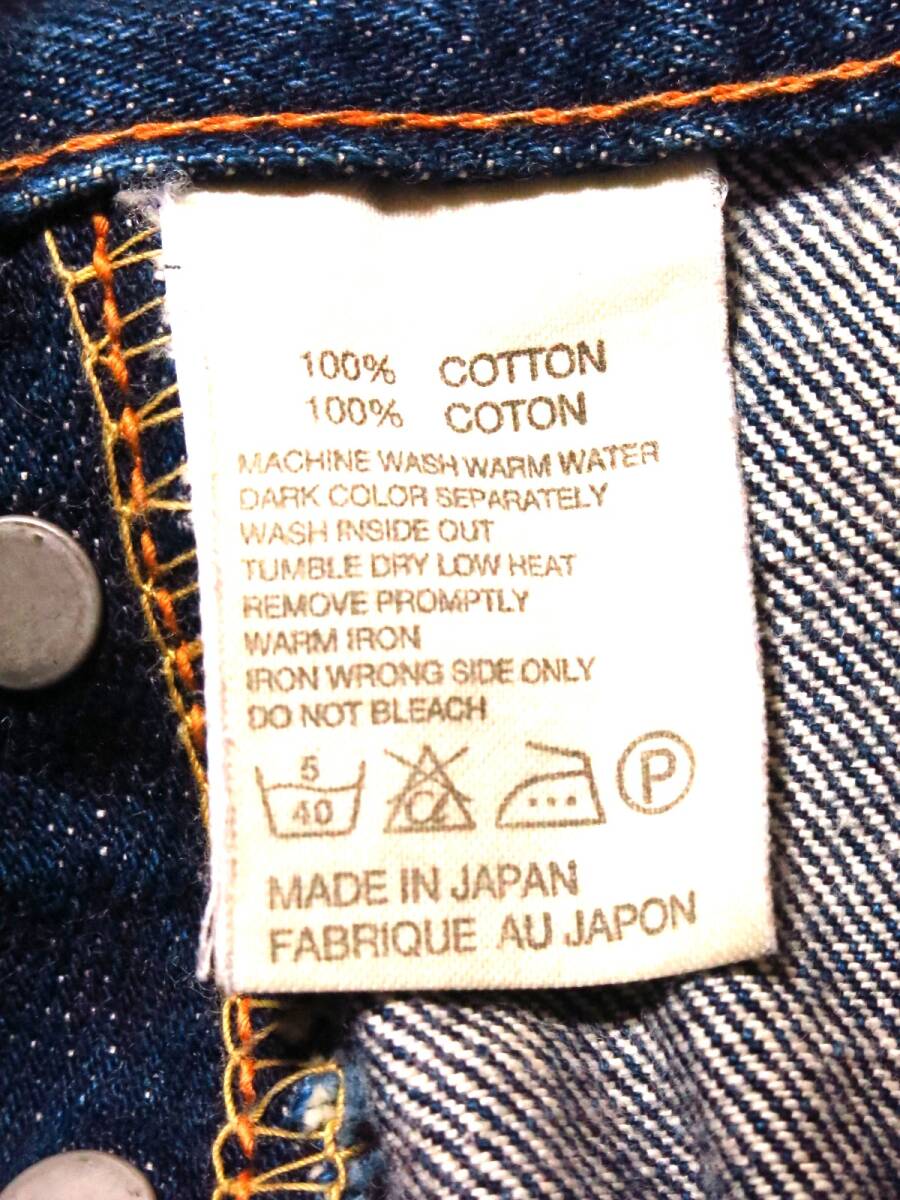 100% COTTON
100% COTON
MACHINE WASH WARM WATER
DARK COLOR SEPARATELY
WASH INSIDE OUT
TUMBLE DRY LOW HEAT
REMOVE PROMPTLY
WARM IRON
IRON WRONG SIDE ONLY
DO NOT BLEACH
5
40 Cl P
MADE IN JAPAN
FABRIQUE AU JAPON